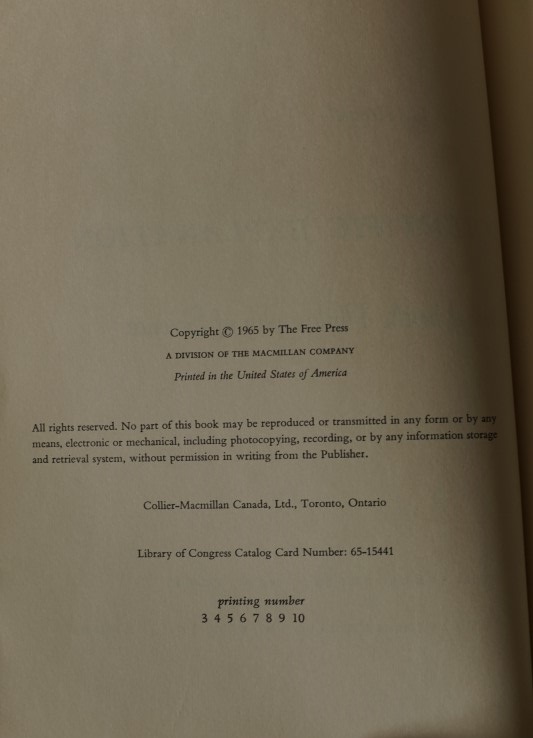 Copyright © 1965 by The Free Press
A DIVISION OF THE MACMILLAN COMPANY
Printed in the United States of America
All rights reserved. No part of this book may be reproduced or transmitted in any form or by any
means, electronic or mechanical, including photocopying, recording, or by any information storage
and retrieval system, without permission in writing from the Publisher.
Collier-Macmillan Canada, Ltd., Toronto, Ontario
Library of Congress Catalog Card Number: 65-15441
printing number
3 4 5 6 7 8 9 10